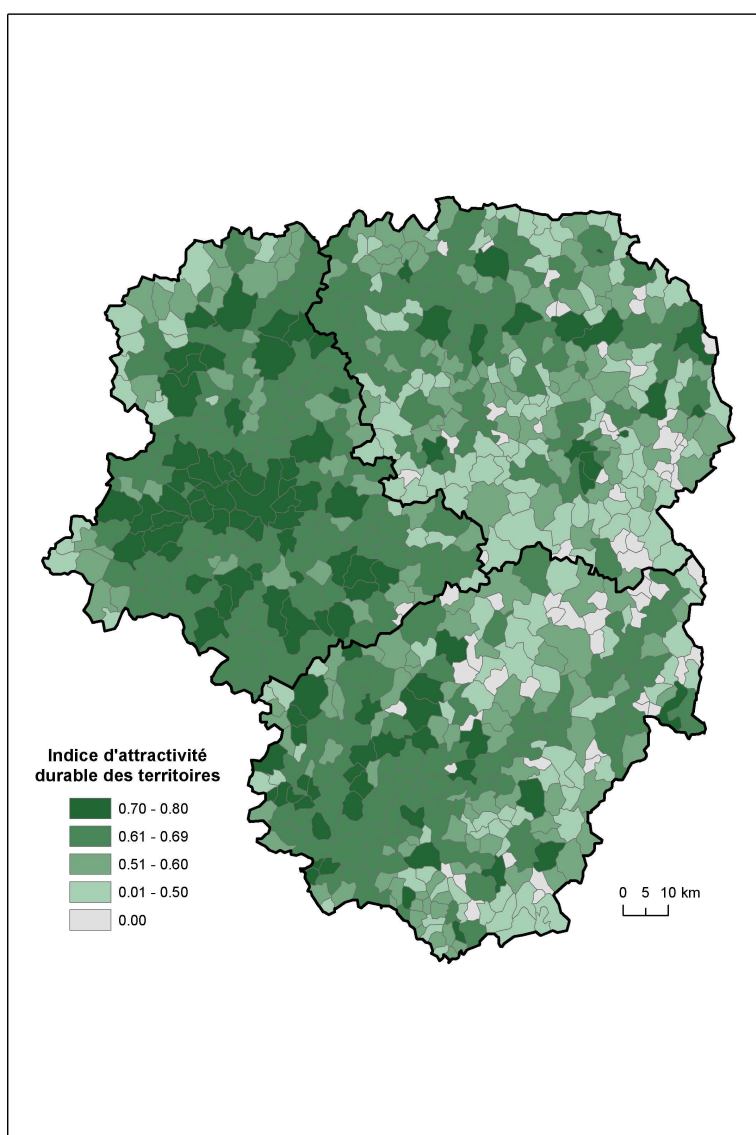 Indice d'attractivité
durable des territoires
0.70 - 0.80
0.61 - 0.69
0.51 - 0.60
0.01 - 0.50
0.00
0 5 10 km